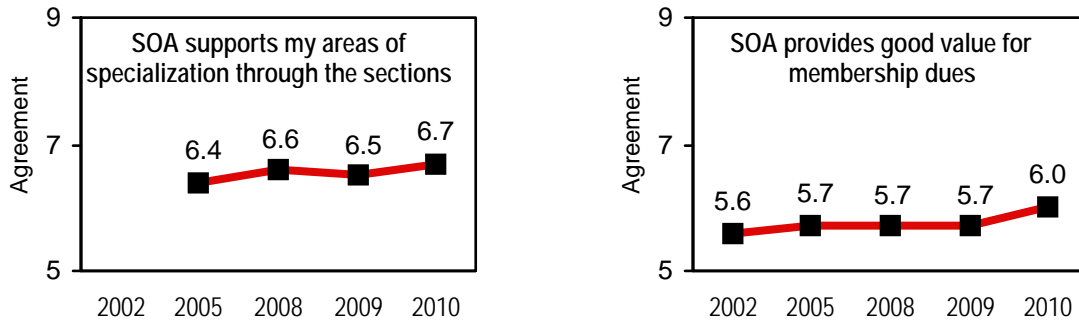 9
SOA supports my areas of
specialization through the sections
Agreement
7
6.4
6.6
6.5
6.7
5
2002 2005 2008 2009 2010
9
SOA provides good value for
membership dues
Agreement
7
5.6
5.7
5.7
5.7
6.0
5
2002 2005 2008 2009 2010